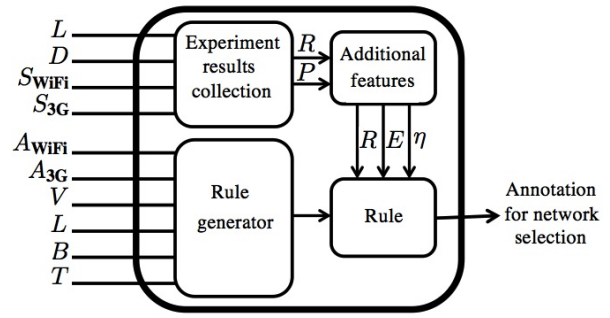 L
D
S_WiFi
S_3G
A_WiFi
A_3G
V
L
B
T
Experiment
results
collection
R
P
Additional
features
R E η
Rule
generator
Rule
Annotation
for network
selection